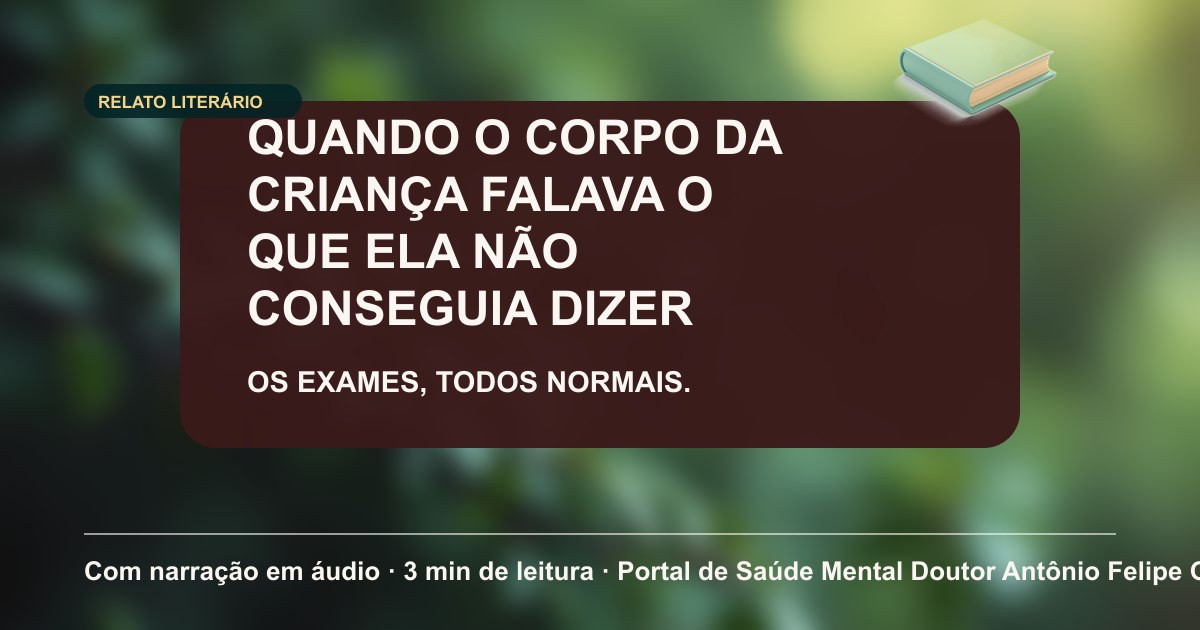 RELATO LITERÁRIO
QUANDO O CORPO DA
CRIANÇA FALAVA O
QUE ELA NÃO
CONSEGUIA DIZER
OS EXAMES, TODOS NORMAIS.
Com narração em áudio · 3 min de leitura · Portal de Saúde Mental Doutor Antônio Felipe